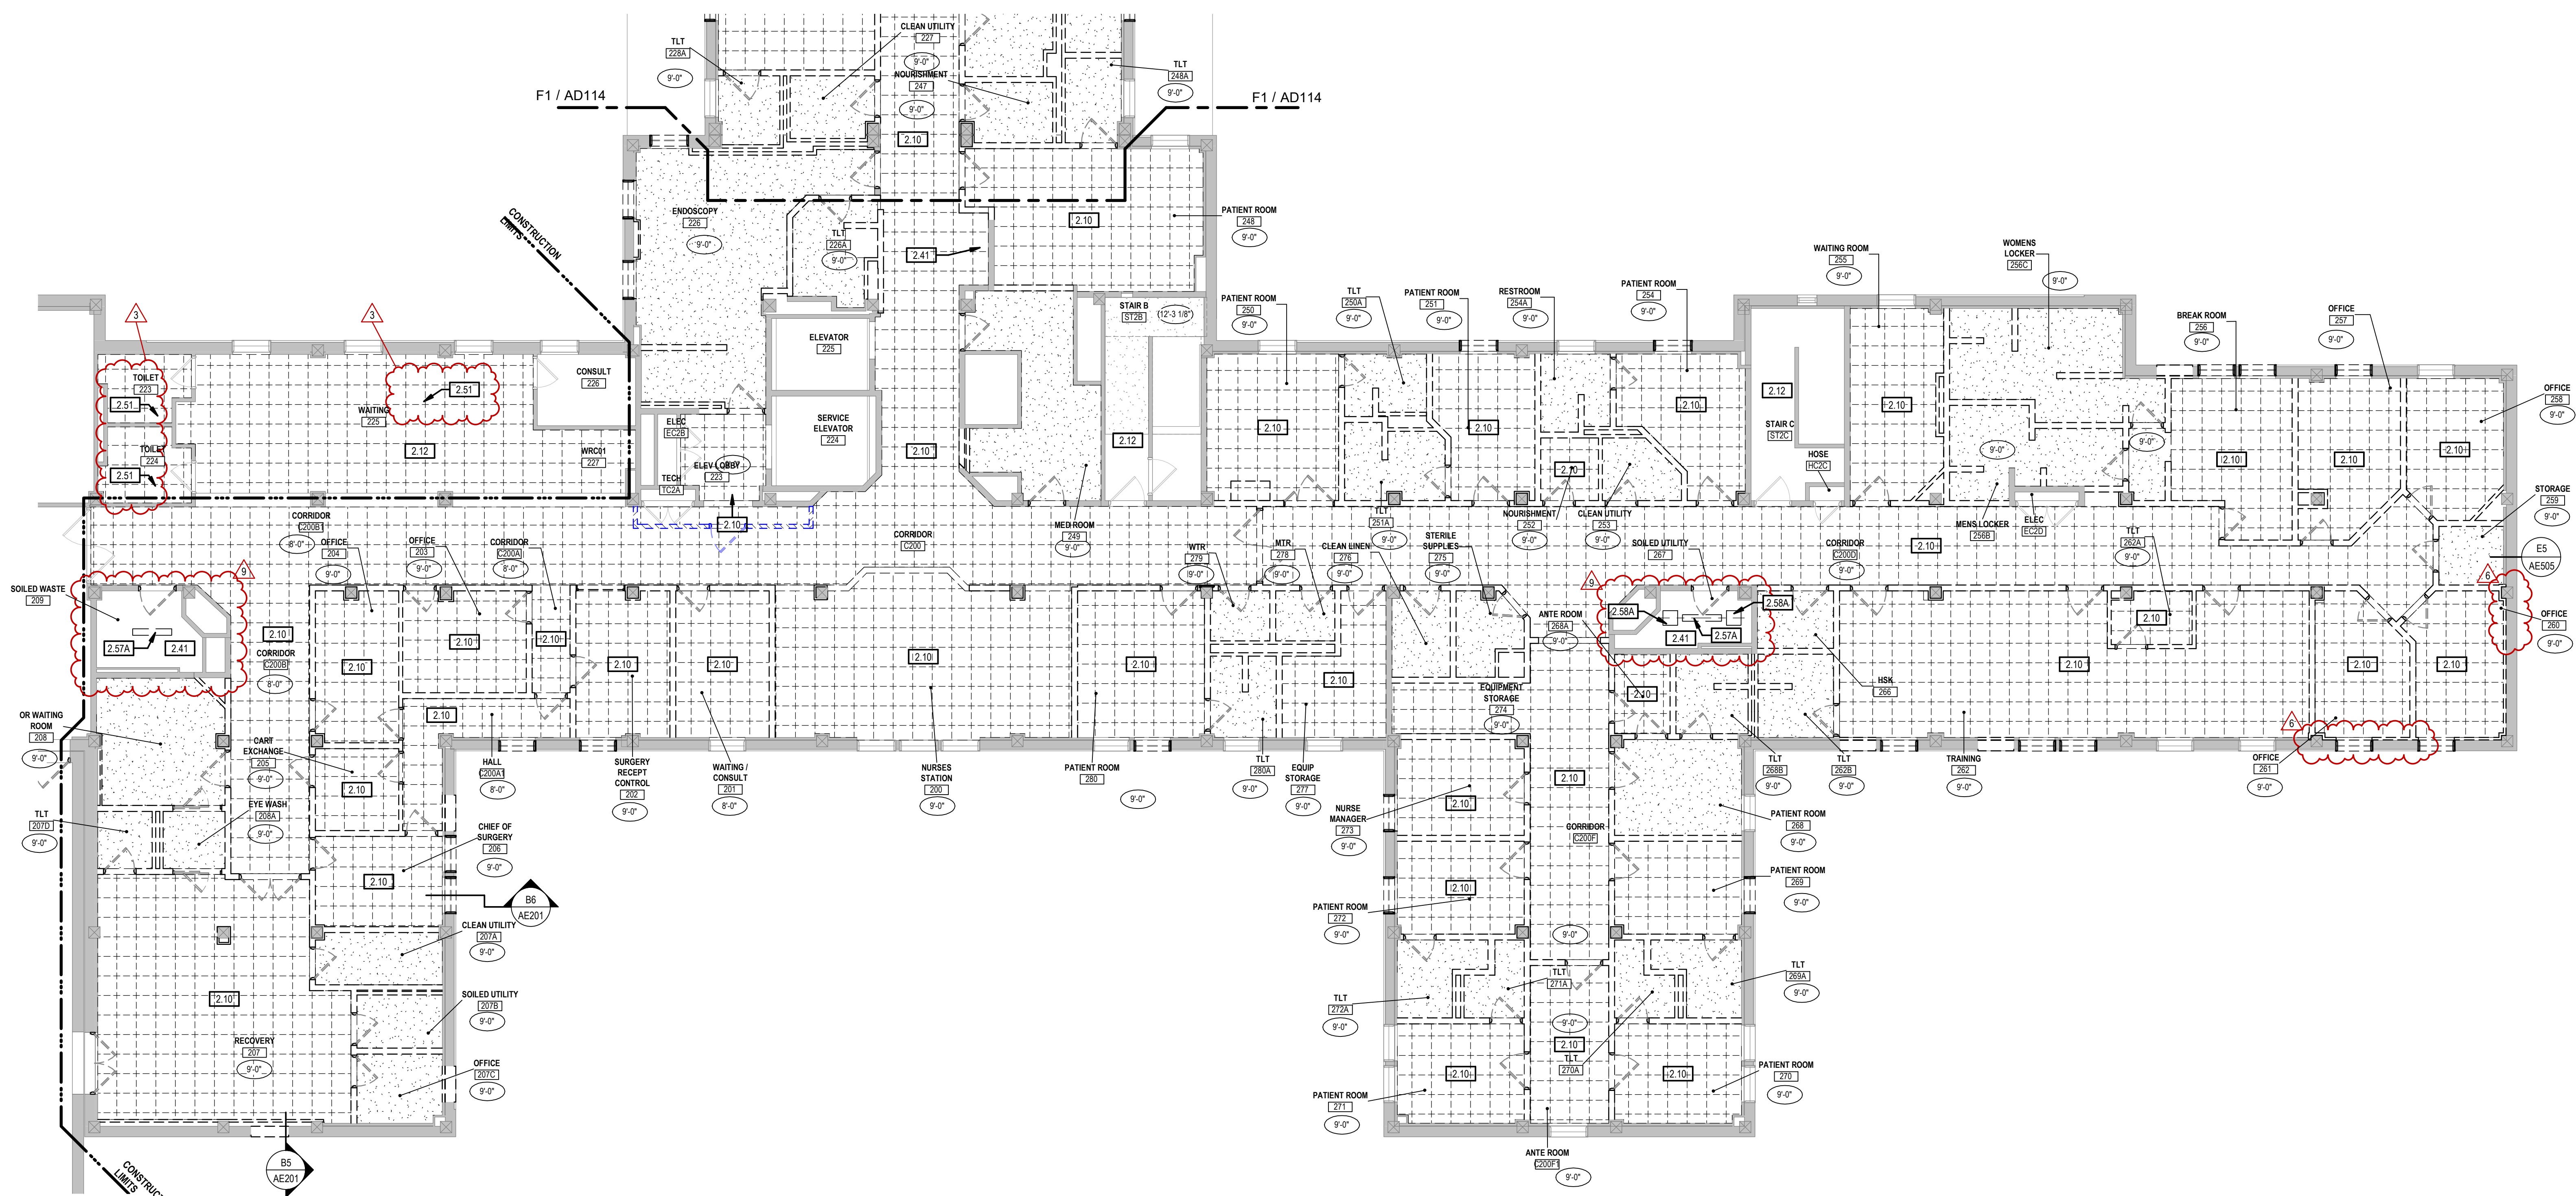 CLEAN UTILITY
227
9'-0"
TLT
228A
9'-0"
NOURISHMENT
247
9'-0"
TLT
248A
9'-0"
F1 / AD114
F1 / AD114
2.10
CONSTRUCTION
LIMITS
ENDOSCOPY
226
9'-0"
TLT
226A
9'-0"
2.41
2.10
PATIENT ROOM
248
9'-0"
STAIR B
ST2B
(12'-3 1/8")
2.12
ELEVATOR
225
SERVICE
ELEVATOR
224
2.10
3
3
TOILET
223
2.51
TOILET
224
2.51
WAITING
225
2.51
2.12
CONSULT
226
WRC01
227
ELEC
EC2B
ELEV LOBBY
223
TECH
TC2A
2.10
MED ROOM
249
9'-0"
PATIENT ROOM
250
9'-0"
2.10
TLT
250A
9'-0"
PATIENT ROOM
251
9'-0"
2.10
RESTROOM
254A
9'-0"
PATIENT ROOM
254
9'-0"
2.10
2.10
TLT
251A
9'-0"
NOURISHMENT
252
9'-0"
CLEAN UTILITY
253
9'-0"
WAITING ROOM
255
9'-0"
2.10
2.12
STAIR C
ST2C
HOSE
HC2C
WOMENS
LOCKER
256C
9'-0"
9'-0"
9'-0"
MENS LOCKER
256B
ELEC
EC2D
BREAK ROOM
256
9'-0"
2.10
OFFICE
257
9'-0"
2.10
OFFICE
258
9'-0"
2.10
STORAGE
259
9'-0"
E5
AE505
6
OFFICE
260
9'-0"
2.10
CORRIDOR
C200B1
8'-0"
CORRIDOR
C200
CORRIDOR
C200D
9'-0"
2.10
TLT
262A
9'-0"
2.10
SOILED WASTE
209
9
2.57A
2.41
CORRIDOR
C200B
8'-0"
2.10
OFFICE
204
9'-0"
2.10
OFFICE
203
9'-0"
2.10
CORRIDOR
C200A
8'-0"
2.10
2.10
2.10
2.10
2.10
2.10
WTR
279
9'-0"
MTR
278
9'-0"
CLEAN LINEN
276
9'-0"
STERILE
SUPPLIES
275
9'-0"
2.10
ANTE ROOM
268A
9'-0"
2.10
9
SOILED UTILITY
267
2.58A
2.58A
2.57A
2.41
HSK
266
2.10
2.10
6
EQUIPMENT
STORAGE
274
9'-0"
OR WAITING
ROOM
208
9'-0"
CART
EXCHANGE
205
9'-0"
2.10
EYE WASH
208A
9'-0"
TLT
207D
9'-0"
HALL
C200A1
8'-0"
SURGERY
RECEPT
CONTROL
202
9'-0"
WAITING /
CONSULT
201
8'-0"
NURSES
STATION
200
9'-0"
PATIENT ROOM
280
9'-0"
TLT
280A
9'-0"
EQUIP
STORAGE
277
9'-0"
TLT
268B
9'-0"
TLT
262B
9'-0"
TRAINING
262
9'-0"
OFFICE
261
9'-0"
CHIEF OF
SURGERY
206
9'-0"
2.10
B6
AE201
CLEAN UTILITY
207A
9'-0"
SOILED UTILITY
207B
9'-0"
OFFICE
207C
9'-0"
2.10
RECOVERY
207
9'-0"
B5
AE201
CONSTRUC
LIMITS
NURSE
MANAGER
273
9'-0"
2.10
2.10
CORRIDOR
C200F
PATIENT ROOM
268
9'-0"
PATIENT ROOM
269
9'-0"
PATIENT ROOM
272
9'-0"
2.10
9'-0"
TLT
272A
9'-0"
TLT
271A
TLT
269A
9'-0"
9'-0"
2.10
TLT
270A
2.10
2.10
PATIENT ROOM
271
9'-0"
PATIENT ROOM
270
9'-0"
ANTE ROOM
C200F1
9'-0"